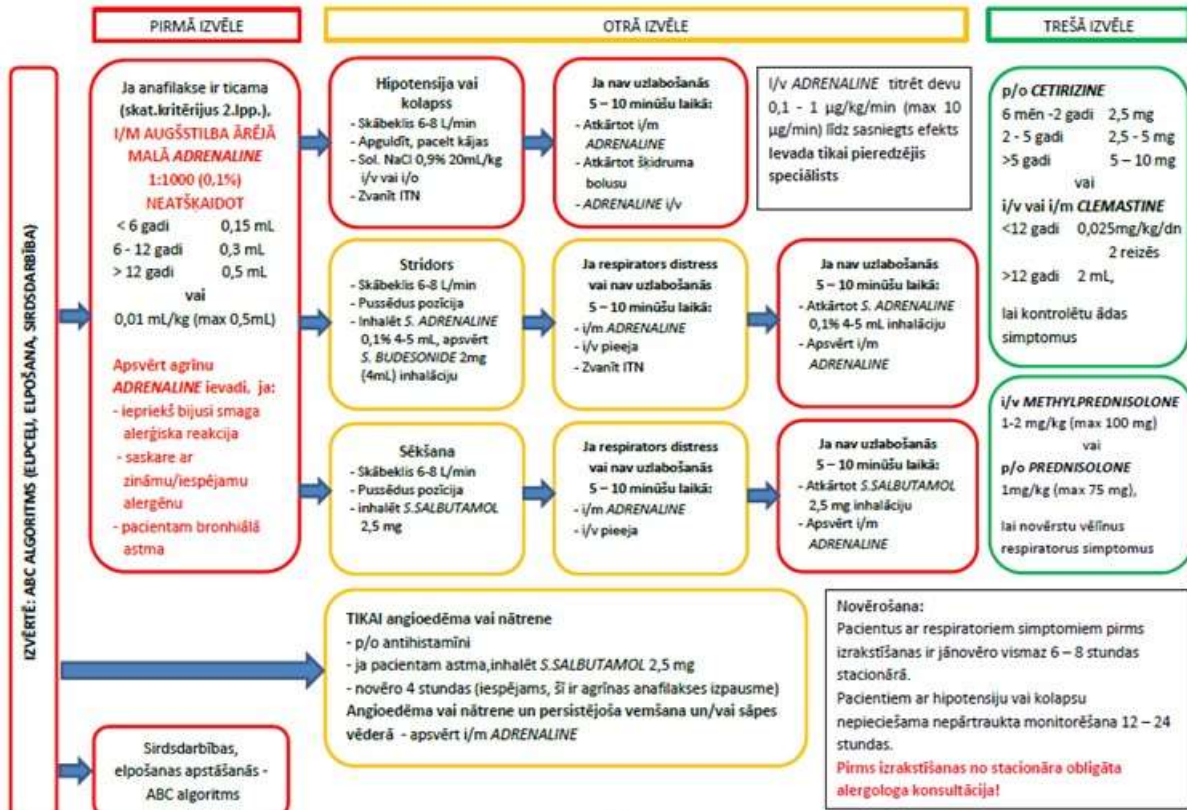 PIRMĀ IZVĒLE
OTRĀ IZVĒLE
TREŠĀ IZVĒLE
IZVĒRTĒ: ABC ALGORITMS (ELPCEĻI, ELPOŠANA, SIRDSDARBĪBA)
Ja anafilakse ir ticama
(skat.kritērijus 2.lpp.),
I/M AUGŠSTILBA ĀRĒJĀ
MALĀ ADRENALINE
1:1000 (0,1%)
NEATŠĶAIDOT
< 6 gadi 0,15 mL
6 - 12 gadi 0,3 mL
> 12 gadi 0,5 mL
vai
0,01 mL/kg (max 0,5mL)
Apsvērt agrīnu
ADRENALINE ievadi, ja:
- iepriekš bijusi smaga
alerģiska reakcija
- saskare ar
zināmu/iespējamu
alergēnu
- pacientam bronhiālā
astma
Hipotensija vai
kolapss
- Skābeklis 6-8 L/min
- Apguldīt, pacelt kājas
- Sol. NaCl 0,9% 20mL/kg
i/v vai i/o
- Zvanīt ITN
Ja nav uzlabošanās
5 – 10 minūšu laikā:
- Atkārtot i/m
ADRENALINE
- Atkārtot šķidruma
bolusu
- ADRENALINE i/v
I/v ADRENALINE titrēt devu
0,1 - 1 µg/kg/min (max 10
µg/min) līdz sasniegts efekts
Ievada tikai pieredzējis
speciālists
Stridors
- Skābeklis 6-8 L/min
- Pussēdus pozīcija
- Inhalēt S. ADRENALINE
0,1% 4-5 mL, apsvērt
S. BUDESONIDE 2mg
(4mL) inhalāciju
Ja respirators distress
vai nav uzlabošanās
5 – 10 minūšu laikā:
- i/m ADRENALINE
- i/v pieeja
- Zvanīt ITN
Ja nav uzlabošanās
5 – 10 minūšu laikā:
- Atkārtot S. ADRENALINE
0,1% 4-5 mL inhalāciju
- Apsvērt i/m
ADRENALINE
Sēkšana
- Skābeklis 6-8 L/min
- Pussēdus pozīcija
- inhalēt S.SALBUTAMOL
2,5 mg
Ja respirators distress
vai nav uzlabošanās
5 – 10 minūšu laikā:
- i/m ADRENALINE
- i/v pieeja
Ja nav uzlabošanās
5 – 10 minūšu laikā:
- Atkārtot S.SALBUTAMOL
2,5 mg inhalāciju
- Apsvērt i/m
ADRENALINE
p/o CETIRIZINE
6 mēn -2 gadi 2,5 mg
2 - 5 gadi 2,5 - 5 mg
>5 gadi 5 – 10 mg
vai
i/v vai i/m CLEMASTINE
<12 gadi 0,025mg/kg/dn
2 reizēs
>12 gadi 2 mL,
lai kontrolētu ādas
simptomus
i/v METHYLPREDNISOLONE
1-2 mg/kg (max 100 mg)
vai
p/o PREDNISOLONE
1mg/kg (max 75 mg),
lai novērstu vēlīnus
respiratorus simptomus
TIKAI angioedēma vai nātrene
- p/o antihistamīni
- ja pacientam astma,inhalēt S.SALBUTAMOL 2,5 mg
- novēro 4 stundas (iespējams, šī ir agrīnas anafilakses izpausme)
Angioedēma vai nātrene un persistējoša vemšana un/vai sāpes
vēderā - apsvērt i/m ADRENALINE
Sirdsdarbības,
elpošanas apstāšanās -
ABC algoritms
Novērošana:
Pacientus ar respiratoriem simptomiem pirms
izrakstīšanas ir jānovēro vismaz 6 – 8 stundas
stacionārā.
Pacientiem ar hipotensiju vai kolapsu
nepieciešama nepārtraukta monitorēšana 12 – 24
stundas.
Pirms izrakstīšanas no stacionāra obligāta
alergologa konsultācija!